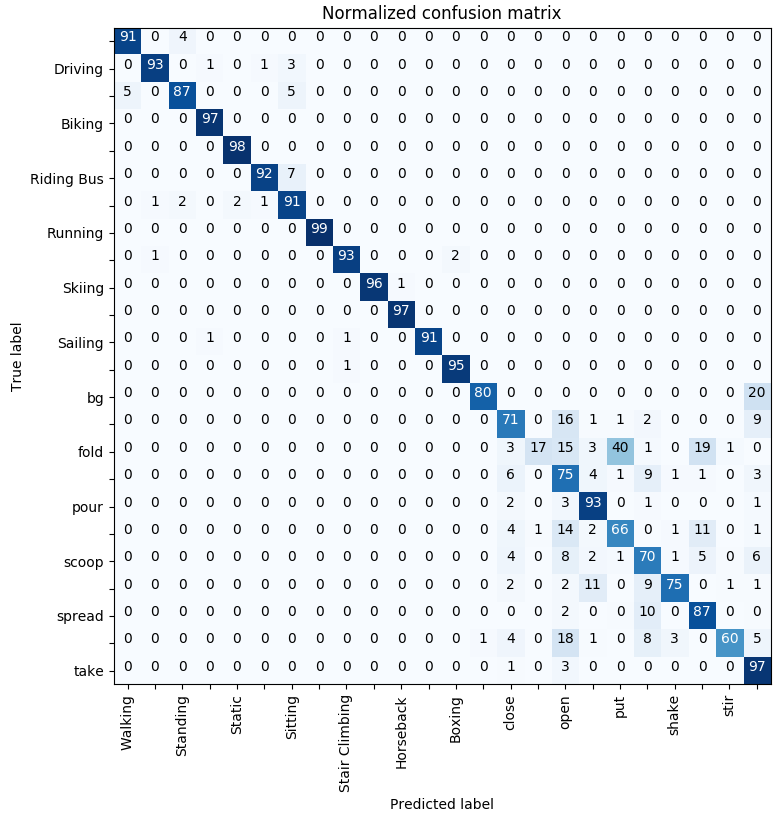 Normalized confusion matrix
91 0 4 0 0 0 0 0 0 0 0 0 0 0 0 0 0 0 0 0 0 0 0 0
Driving 0 93 0 1 0 1 3 0 0 0 0 0 0 0 0 0 0 0 0 0 0 0 0 0
5 0 87 0 0 0 5 0 0 0 0 0 0 0 0 0 0 0 0 0 0 0 0 0
Biking 0 0 0 97 0 0 0 0 0 0 0 0 0 0 0 0 0 0 0 0 0 0 0 0
0 0 0 0 98 0 0 0 0 0 0 0 0 0 0 0 0 0 0 0 0 0 0 0
Riding Bus 0 0 0 0 0 92 7 0 0 0 0 0 0 0 0 0 0 0 0 0 0 0 0 0
0 1 2 0 2 1 91 0 0 0 0 0 0 0 0 0 0 0 0 0 0 0 0 0
Running 0 0 0 0 0 0 0 99 0 0 0 0 0 0 0 0 0 0 0 0 0 0 0 0
0 1 0 0 0 0 0 0 93 0 0 0 2 0 0 0 0 0 0 0 0 0 0 0
Skiing 0 0 0 0 0 0 0 0 0 96 1 0 0 0 0 0 0 0 0 0 0 0 0 0
0 0 0 0 0 0 0 0 0 0 97 0 0 0 0 0 0 0 0 0 0 0 0 0
Sailing 0 0 0 1 0 0 0 0 1 0 0 91 0 0 0 0 0 0 0 0 0 0 0 0
0 0 0 0 0 0 0 0 1 0 0 0 95 0 0 0 0 0 0 0 0 0 0 0
bg 0 0 0 0 0 0 0 0 0 0 0 0 0 80 0 0 0 0 0 0 0 0 0 20
0 0 0 0 0 0 0 0 0 0 0 0 0 0 71 0 16 1 1 2 0 0 0 9
fold 0 0 0 0 0 0 0 0 0 0 0 0 0 0 3 17 15 3 40 1 0 19 1 0
0 0 0 0 0 0 0 0 0 0 0 0 0 0 6 0 75 4 1 9 1 1 0 3
pour 0 0 0 0 0 0 0 0 0 0 0 0 0 0 2 0 3 93 0 1 0 0 0 1
0 0 0 0 0 0 0 0 0 0 0 0 0 0 4 1 14 2 66 0 1 11 0 1
scoop 0 0 0 0 0 0 0 0 0 0 0 0 0 0 4 0 8 2 1 70 1 5 0 6
0 0 0 0 0 0 0 0 0 0 0 0 0 0 2 0 2 11 0 9 75 0 1 1
spread 0 0 0 0 0 0 0 0 0 0 0 0 0 0 0 0 2 0 0 10 0 87 0 0
0 0 0 0 0 0 0 0 0 0 0 0 0 1 4 0 18 1 0 8 3 0 60 5
take 0 0 0 0 0 0 0 0 0 0 0 0 0 0 1 0 3 0 0 0 0 0 0 97
True label
Walking
Standing
Static
Sitting
Stair Climbing
Horseback
Boxing
close
open
put
shake
stir
Predicted label